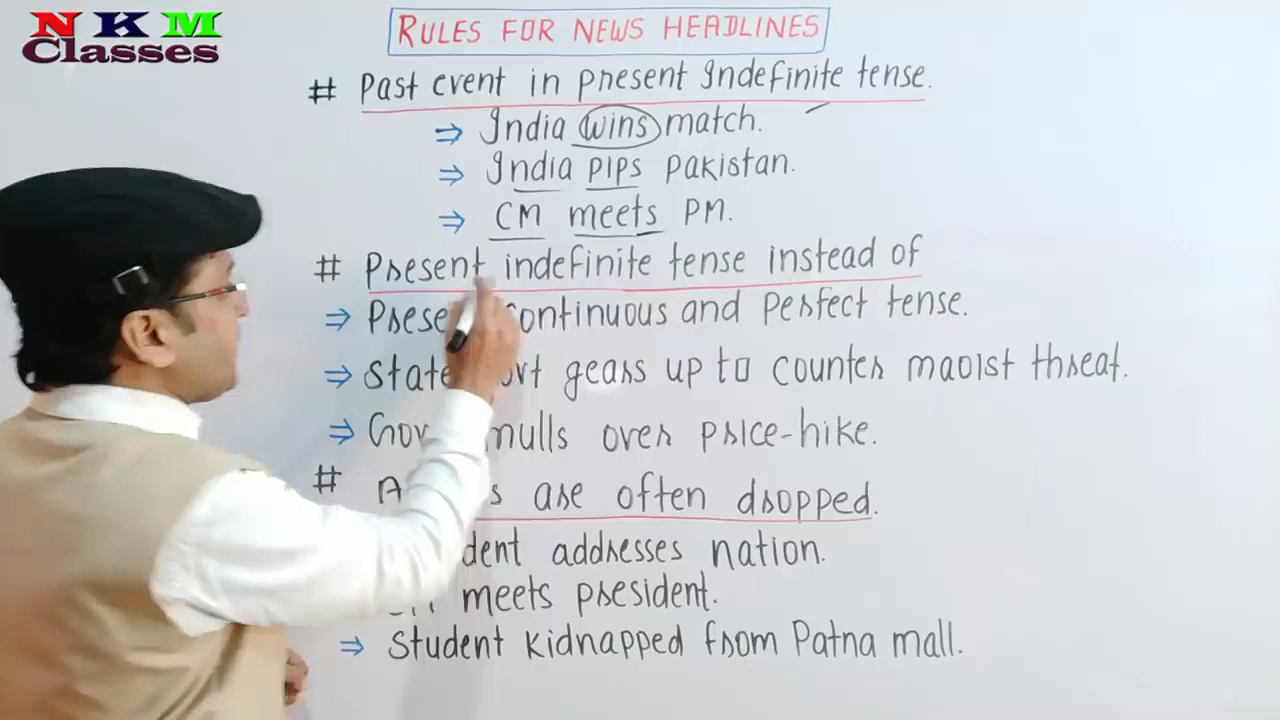 NKM
Classes
RULES FOR NEWS HEADLINES
# Past event in present Indefinite tense.
⇒ India wins match.
⇒ India pips pakistan.
⇒ CM meets PM.
# Present indefinite tense instead of
⇒ continuous and perfect tense.
⇒ gears up to counter maoist threat.
⇒ mulls over price-hike.
# are often dropped.
addresses nation.
meets president.
⇒ Student kidnapped from Patna mall.